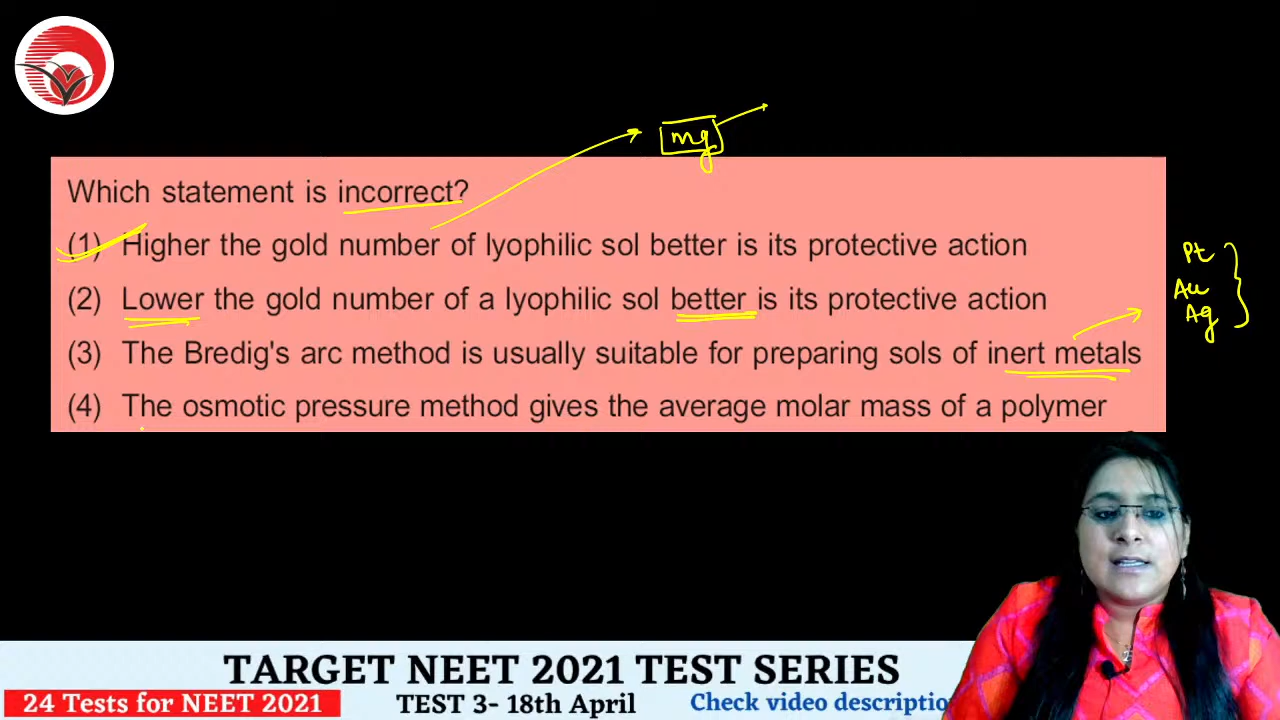 mg
Which statement is incorrect?
(1) Higher the gold number of lyophilic sol better is its protective action
(2) Lower the gold number of a lyophilic sol better is its protective action
(3) The Bredig's arc method is usually suitable for preparing sols of inert metals
(4) The osmotic pressure method gives the average molar mass of a polymer
Pt
Au
Ag
TARGET NEET 2021 TEST SERIES
24 Tests for NEET 2021
TEST 3- 18th April
Check video description